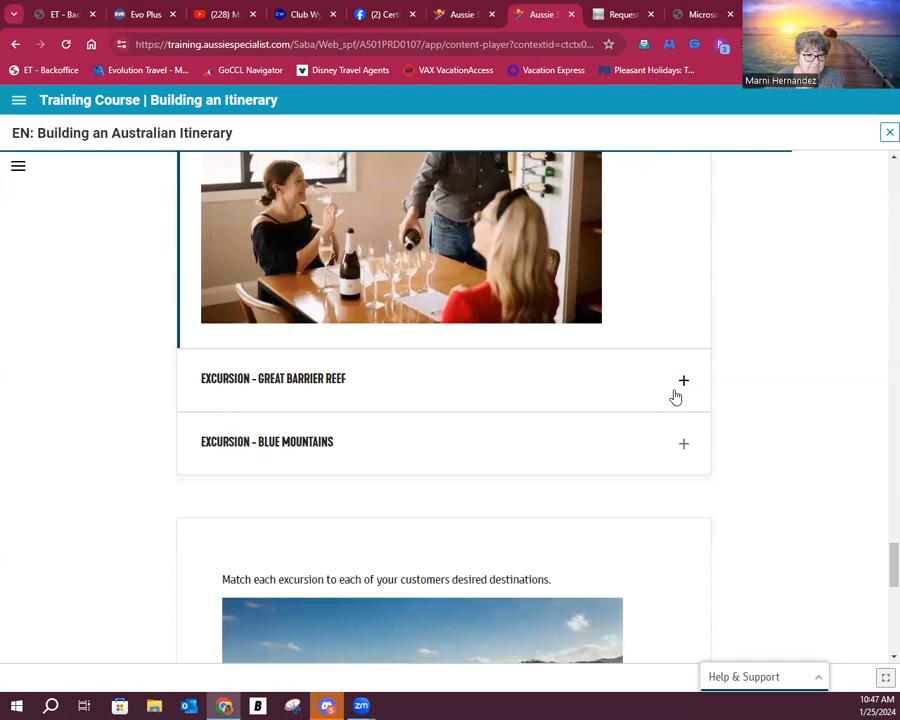 ET - Bac
Evo Plus
(228) M
Club W
(2) Cert
Aussie S
Aussie S
Request
Microso
https://training.aussiespecialist.com/Saba/Web_spf/A501PRD0107/app/content-player?contextid=ctctx0...
3
ET - Backoffice
Evolution Travel - M...
GoCCL Navigator
Disney Travel Agents
VAX VacationAccess
Vacation Express
Pleasant Holidays: T...
Marni Hernandez
Training Course | Building an Itinerary
EN: Building an Australian Itinerary
EXCURSION - GREAT BARRIER REEF
EXCURSION - BLUE MOUNTAINS
Match each excursion to each of your customers desired destinations.
Help & Support
10:47 AM
1/25/2024